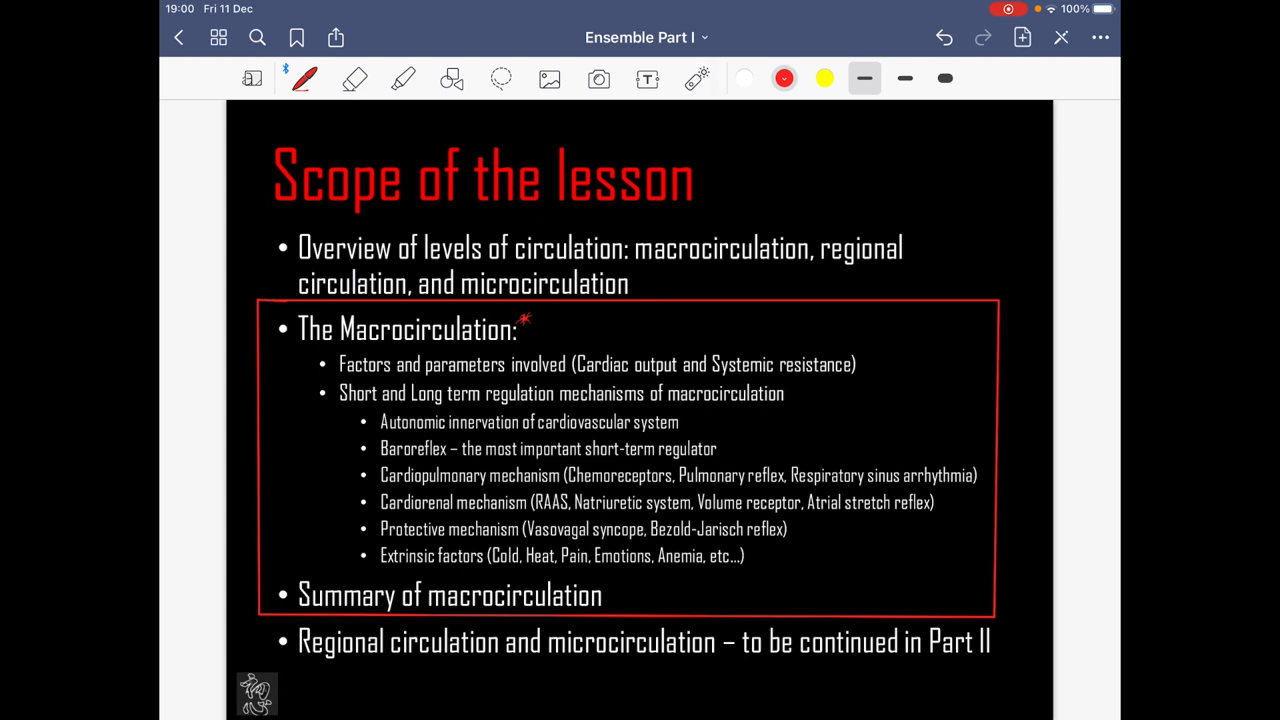 19:00 Fri 11 Dec
100%
Ensemble Part I
T
Scope of the lesson
• Overview of levels of circulation: macrocirculation, regional
circulation, and microcirculation
• The Macrocirculation:*
• Factors and parameters involved (Cardiac output and Systemic resistance)
• Short and Long term regulation mechanisms of macrocirculation
• Autonomic innervation of cardiovascular system
• Baroreflex – the most important short-term regulator
• Cardiopulmonary mechanism (Chemoreceptors, Pulmonary reflex, Respiratory sinus arrhythmia)
• Cardiorenal mechanism (RAAS, Natriuretic system, Volume receptor, Atrial stretch reflex)
• Protective mechanism (Vasovagal syncope, Bezold-Jarisch reflex)
• Extrinsic factors (Cold, Heat, Pain, Emotions, Anemia, etc...)
• Summary of macrocirculation
• Regional circulation and microcirculation – to be continued in Part II